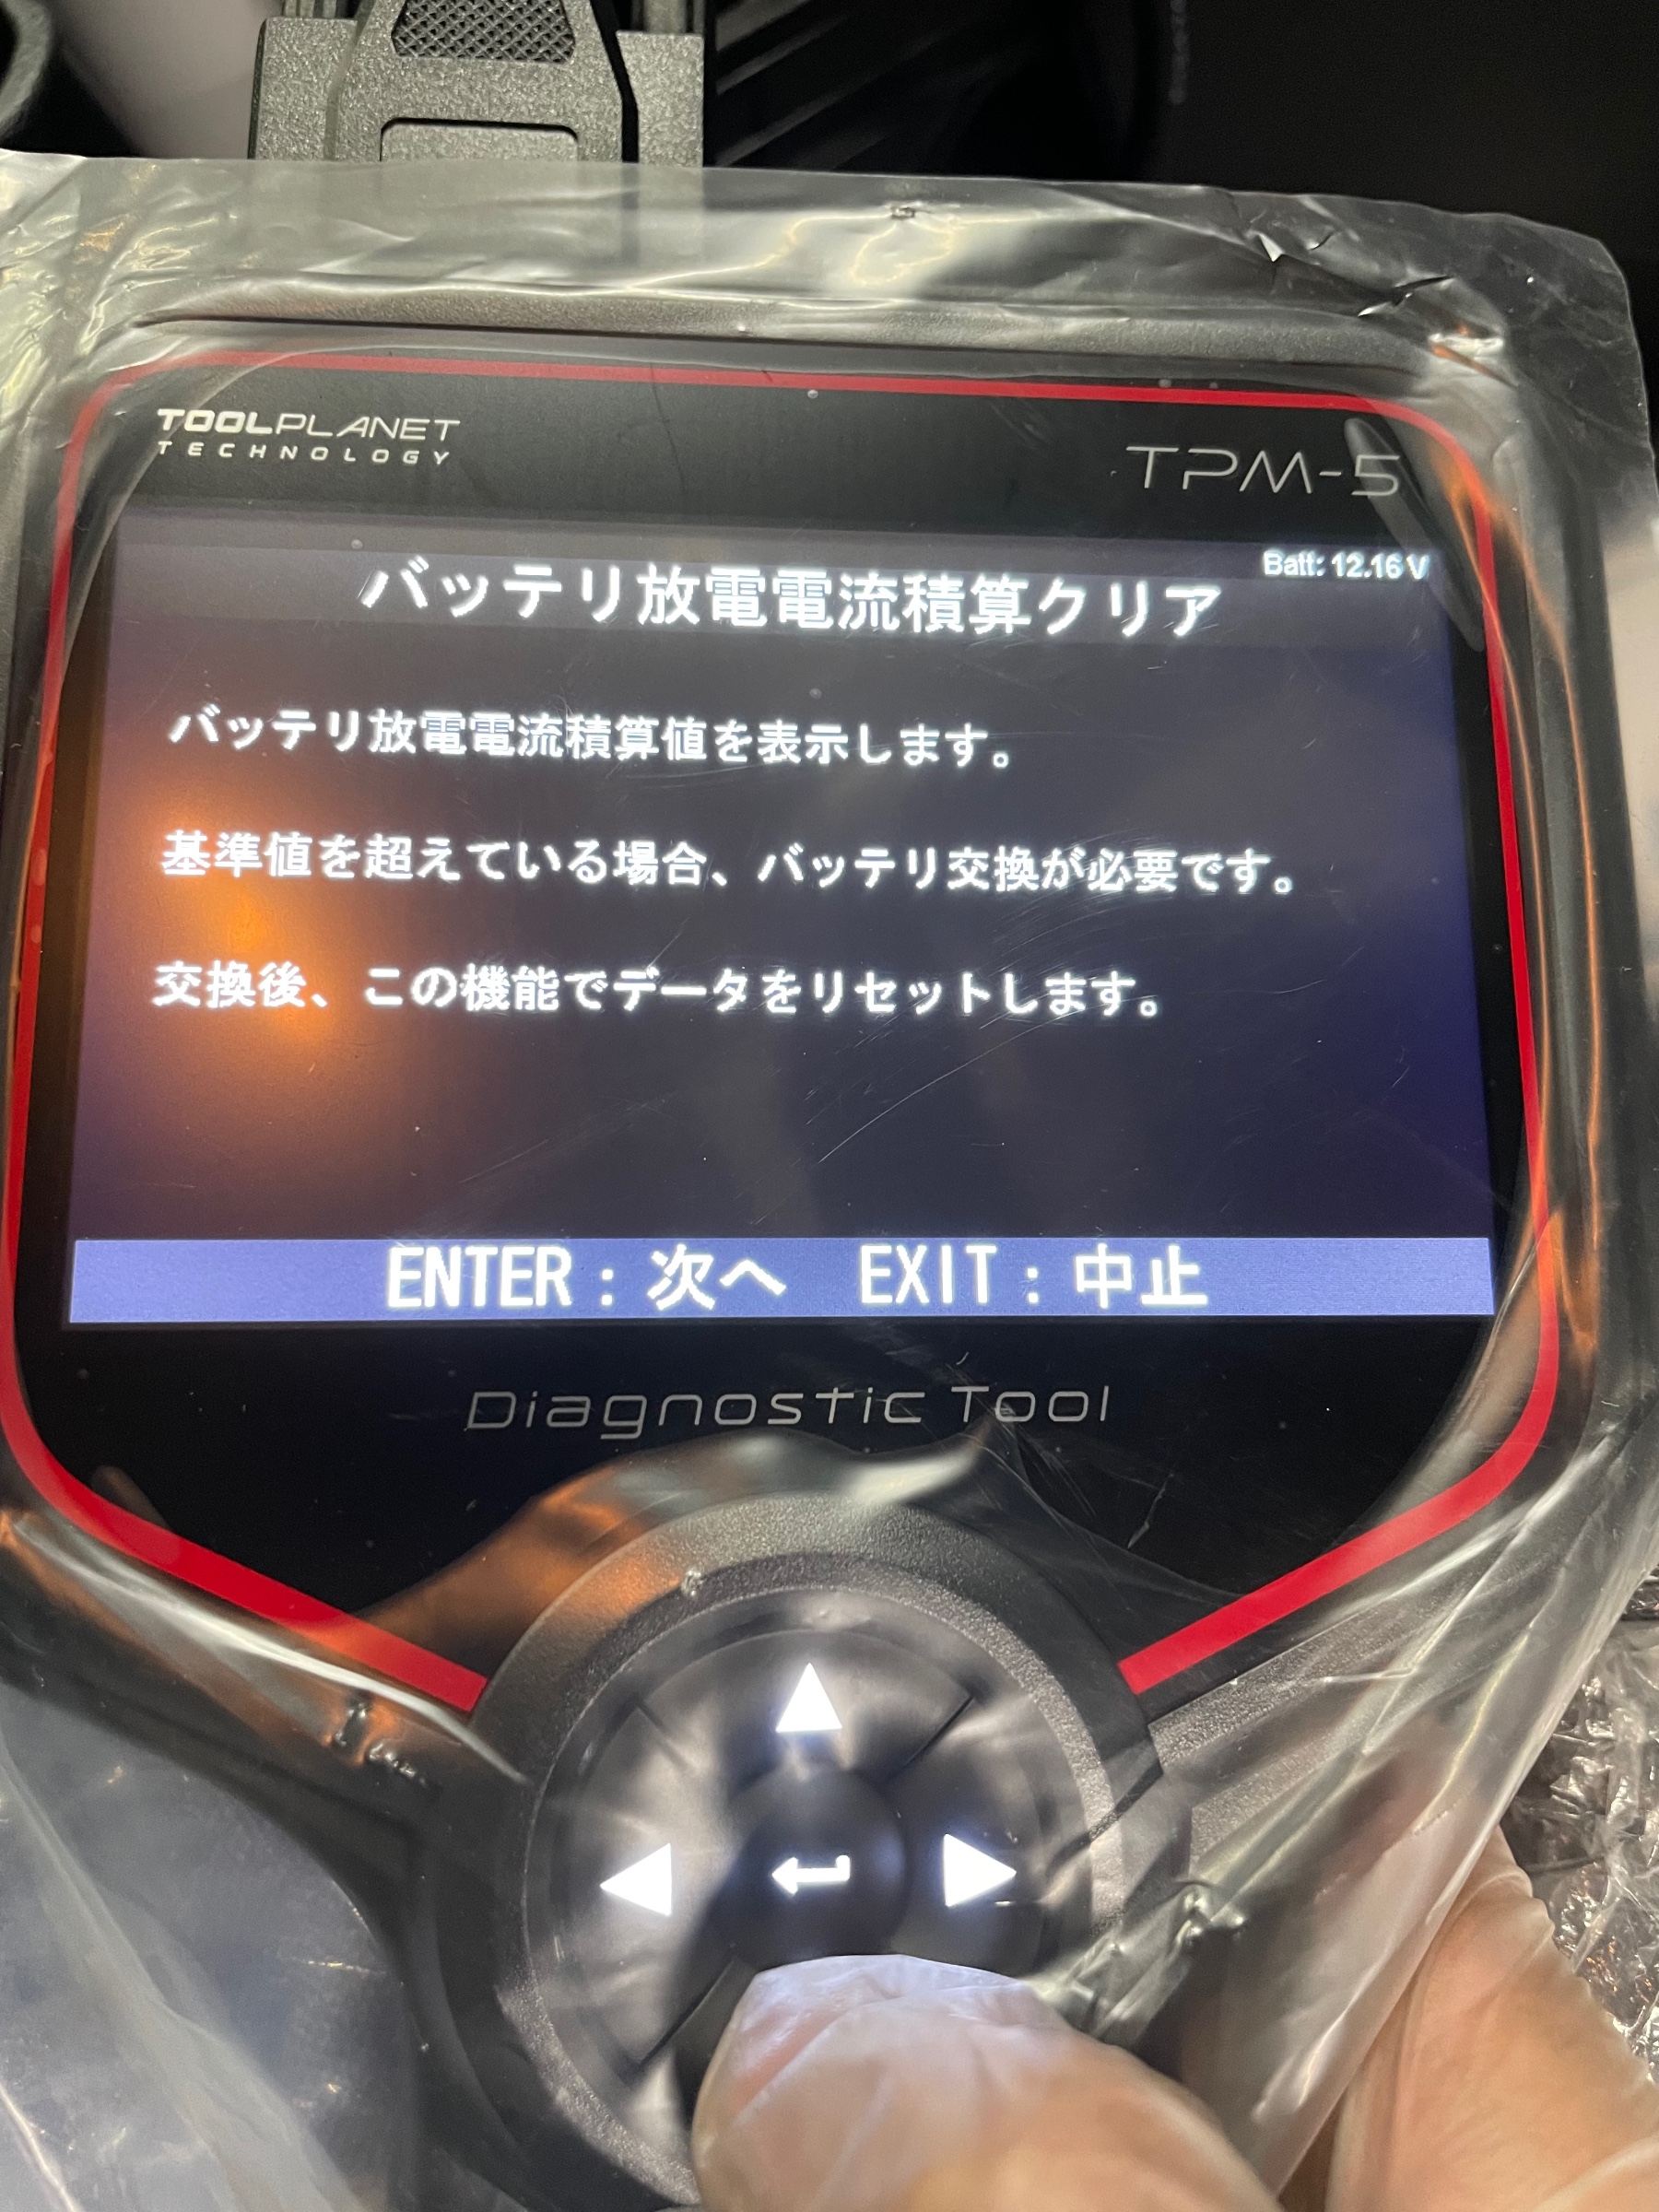 TOOLPLANET
TECHNOLOGY
TPM-5
Batt: 12.16 V
バッテリ放電電流積算クリア
バッテリ放電電流積算値を表示します。
基準値を超えている場合、バッテリ交換が必要です。
交換後、この機能でデータをリセットします。
ENTER：次へ　EXIT：中止
Diagnostic Tool